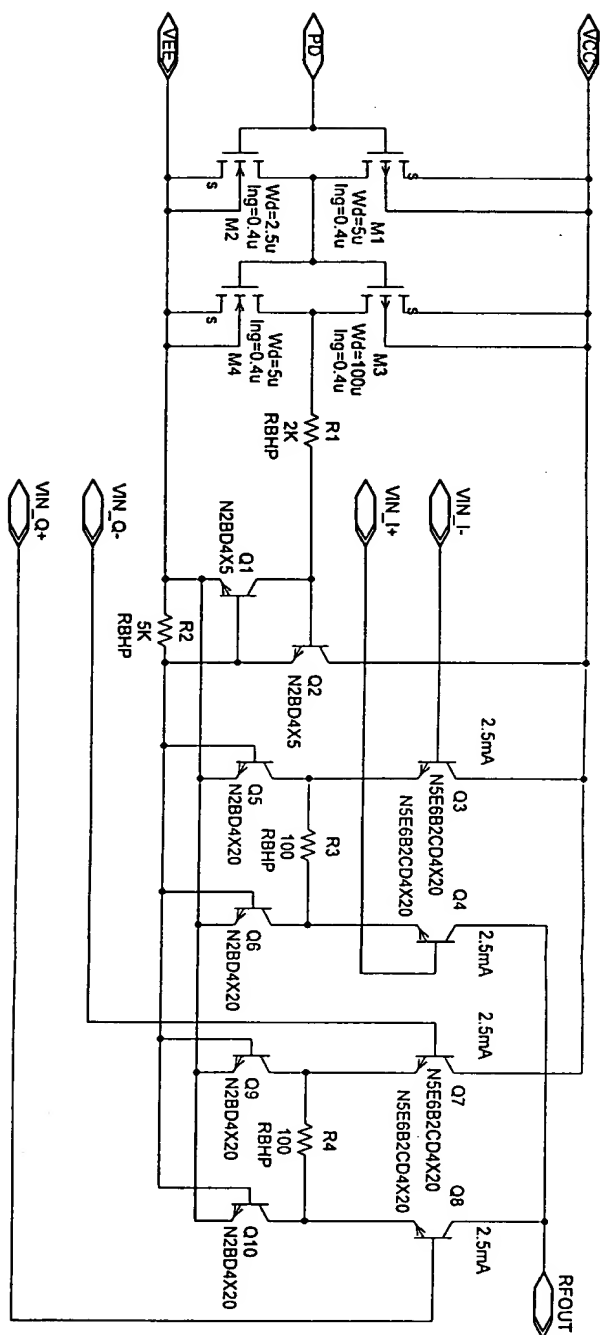 VCC
PD
VEE
S
M1
Wd=5u
lng=0.4u
S
M2
Wd=2.5u
lng=0.4u
S
M3
Wd=100u
lng=0.4u
S
M4
Wd=5u
lng=0.4u
R1
2K
RBHP
VIN_I-
VIN_I+
VIN_Q-
VIN_Q+
Q1
N2BD4X5
R2
5K
RBHP
Q2
N2BD4X5
2.5mA
Q3
N5E6B2CD4X20
Q5
N2BD4X20
R3
100
RBHP
2.5mA
Q4
N5E6B2CD4X20
Q6
N2BD4X20
2.5mA
Q7
N5E6B2CD4X20
Q9
N2BD4X20
R4
100
RBHP
2.5mA
Q8
N5E6B2CD4X20
Q10
N2BD4X20
RFOUT